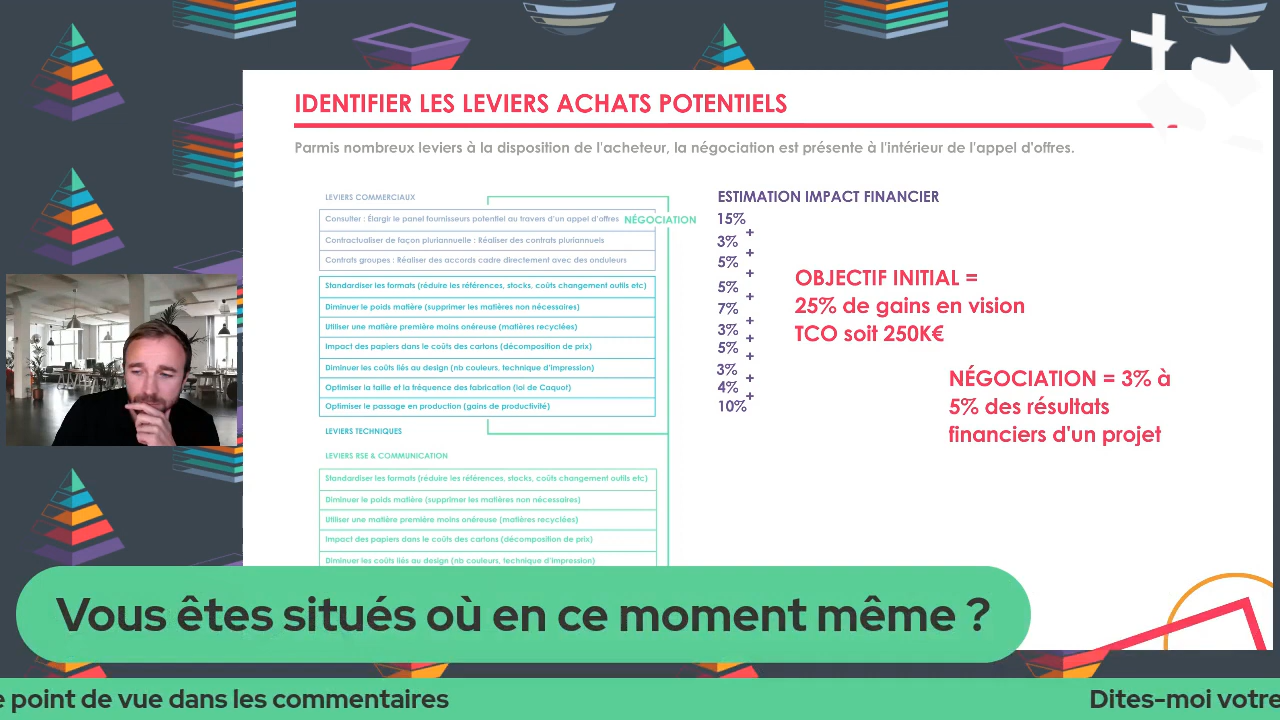 IDENTIFIER LES LEVIERS ACHATS POTENTIELS
Parmis nombreux leviers à la disposition de l'acheteur, la négociation est présente à l'intérieur de l'appel d'offres.
LEVIERS COMMERCIAUX
Consulter : Élargir le panel fournisseurs potentiel au travers d'un appel d'offres
NÉGOCIATION
Contractualiser de façon pluriannuelle : Réaliser des contrats pluriannuels
Contrats groupes : Réaliser des accords cadre directement avec des onduleurs
Standardiser les formats (réduire les références, stocks, coûts changement outils etc)
Diminuer le poids matière (supprimer les matières non nécessaires)
Utiliser une matière première moins onéreuse (matières recyclées)
Impact des papiers dans le coûts des cartons (décomposition de prix)
Diminuer les coûts liés au design (nb couleurs, technique d'impression)
Optimiser la taille et la fréquence des fabrication (loi de Caquot)
Optimiser le passage en production (gains de productivité)
LEVIERS TECHNIQUES
LEVIERS RSE & COMMUNICATION
Standardiser les formats (réduire les références, stocks, coûts changement outils etc)
Diminuer le poids matière (supprimer les matières non nécessaires)
Utiliser une matière première moins onéreuse (matières recyclées)
Impact des papiers dans le coûts des cartons (décomposition de prix)
Diminuer les coûts liés au design (nb couleurs, technique d'impression)
ESTIMATION IMPACT FINANCIER
15%
+
3%
+
5%
+
5%
+
7%
+
3%
+
5%
+
3%
+
4%
+
10%
OBJECTIF INITIAL =
25% de gains en vision
TCO soit 250K€
NÉGOCIATION = 3% à
5% des résultats
financiers d'un projet
Vous êtes situés où en ce moment même ?
e point de vue dans les commentaires
Dites-moi votre